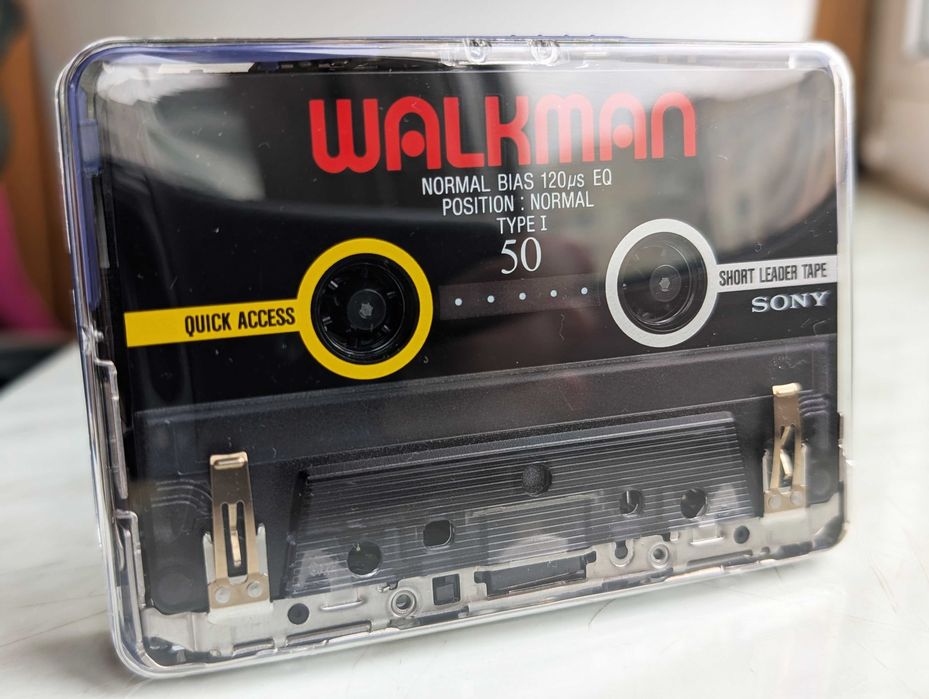 WALKMAN
NORMAL BIAS 120µs EQ
POSITION : NORMAL
TYPE I
50
QUICK ACCESS
SHORT LEADER TAPE
SONY